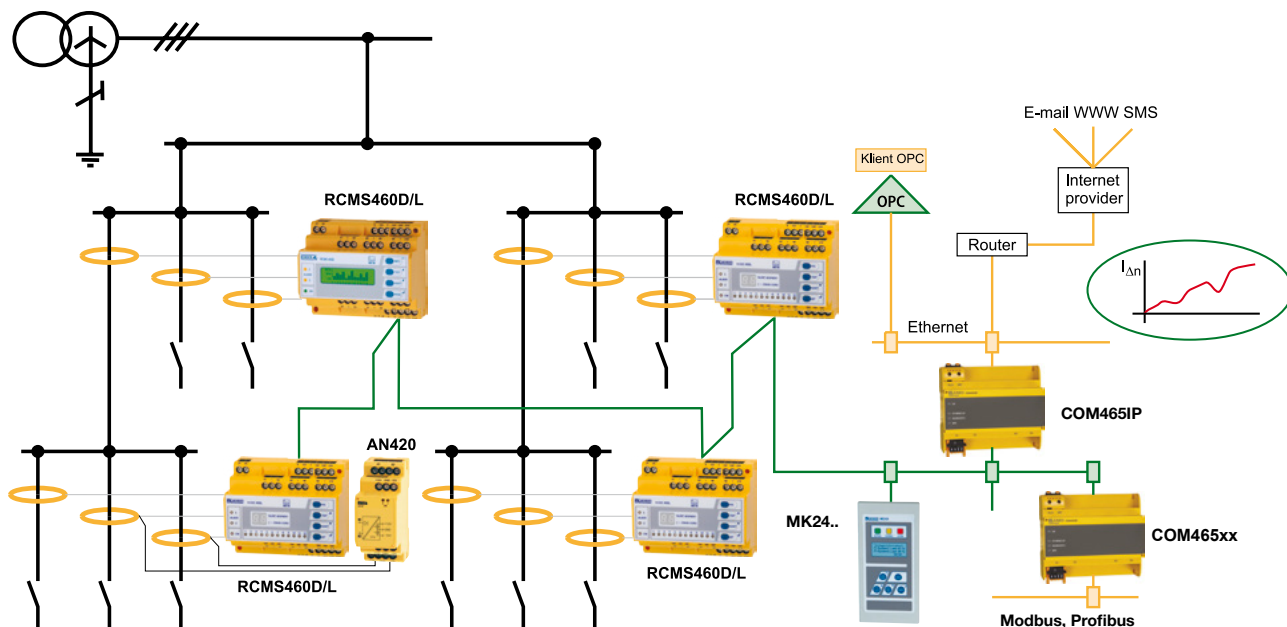 E-mail WWW SMS
Klient OPC
OPC
Internet
provider
Router
RCMS460D/L
RCMS460D/L
I∆n
Ethernet
COM465IP
AN420
MK24..
COM465xx
RCMS460D/L
RCMS460D/L
Modbus, Profibus